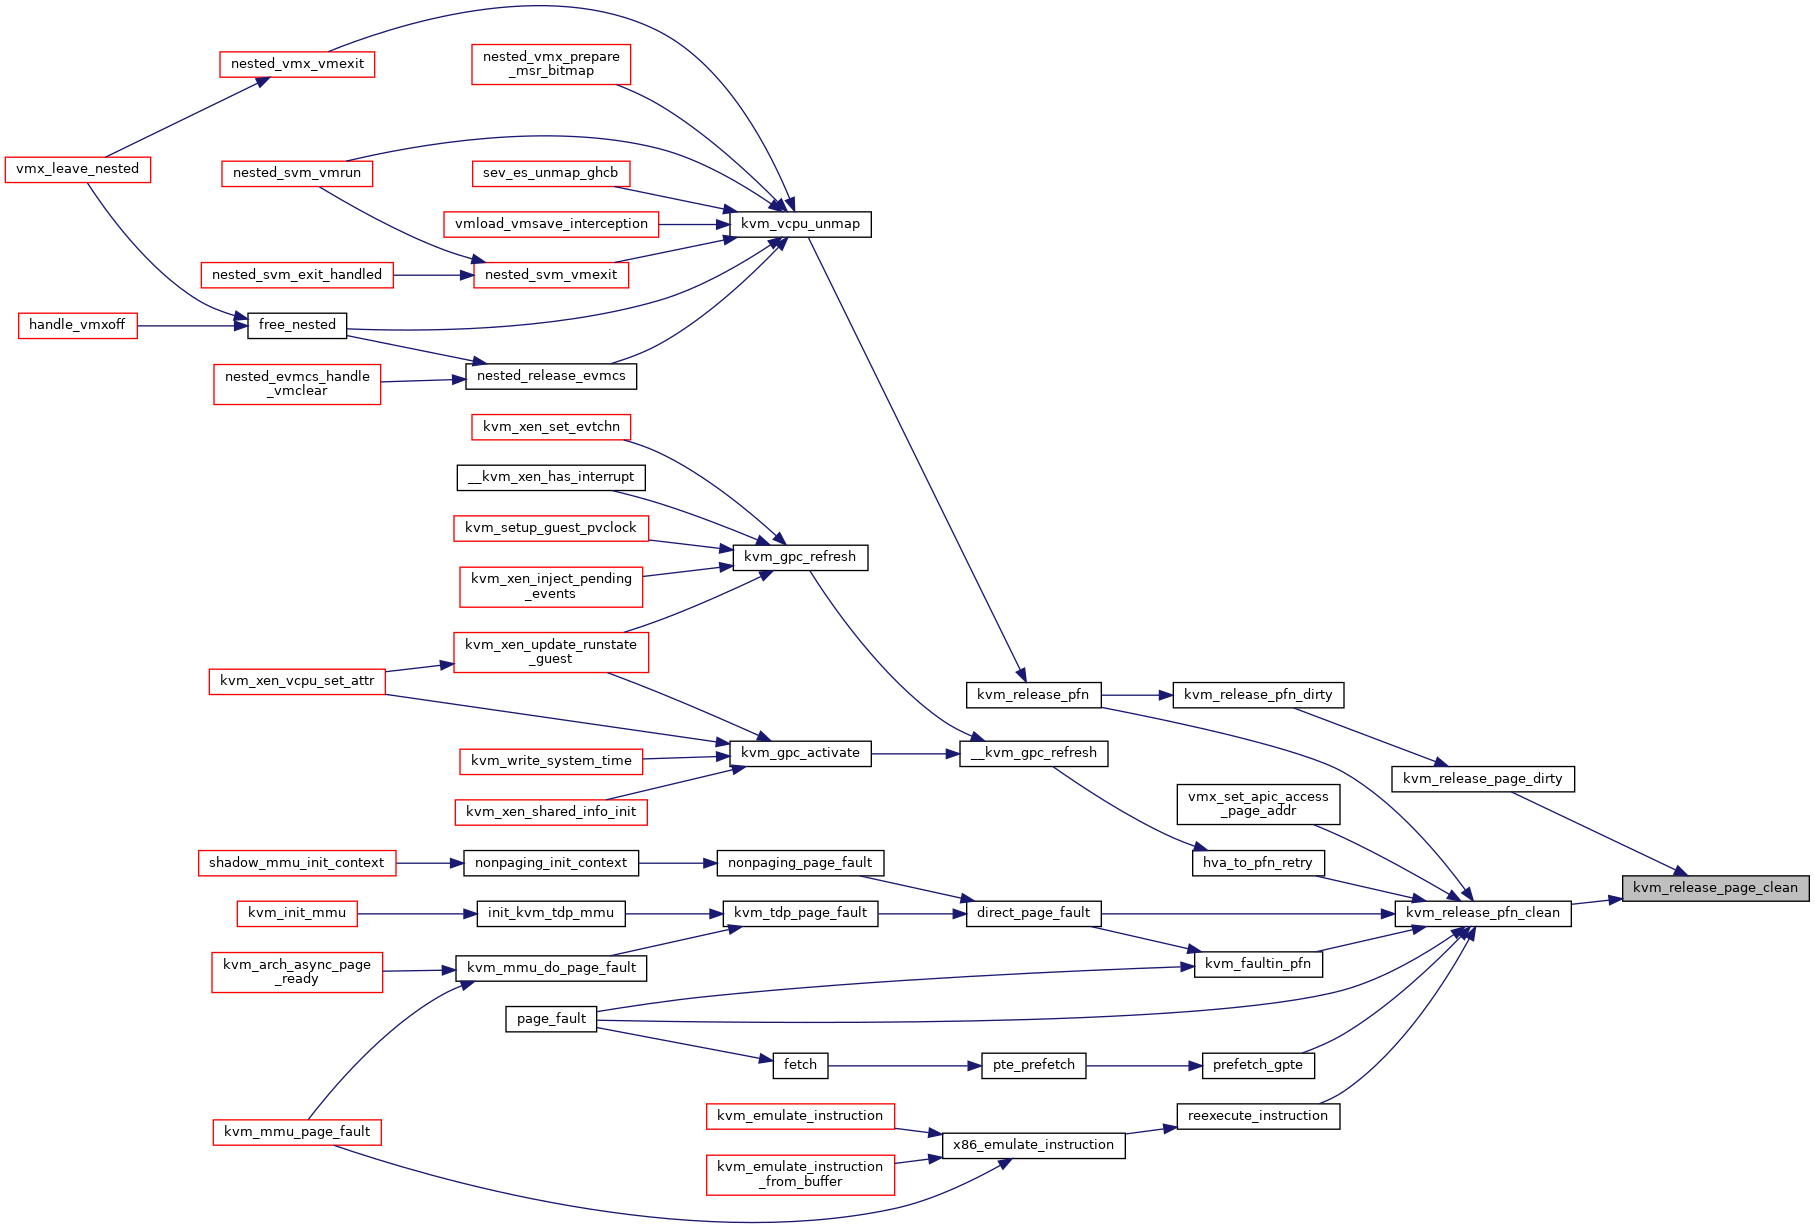 nested_vmx_vmexit
nested_vmx_prepare
_msr_bitmap
vmx_leave_nested
nested_svm_vmrun
sev_es_unmap_ghcb
vmload_vmsave_interception
kvm_vcpu_unmap
nested_svm_exit_handled
nested_svm_vmexit
handle_vmxoff
free_nested
nested_evmcs_handle
_vmclear
nested_release_evmcs
kvm_xen_set_evtchn
__kvm_xen_has_interrupt
kvm_setup_guest_pvclock
kvm_gpc_refresh
kvm_xen_inject_pending
_events
kvm_xen_update_runstate
_guest
kvm_xen_vcpu_set_attr
kvm_release_pfn
kvm_release_pfn_dirty
kvm_write_system_time
kvm_gpc_activate
__kvm_gpc_refresh
kvm_release_page_dirty
vmx_set_apic_access
_page_addr
kvm_xen_shared_info_init
shadow_mmu_init_context
nonpaging_init_context
nonpaging_page_fault
hva_to_pfn_retry
kvm_release_page_clean
kvm_init_mmu
init_kvm_tdp_mmu
kvm_tdp_page_fault
direct_page_fault
kvm_release_pfn_clean
kvm_arch_async_page
_ready
kvm_mmu_do_page_fault
kvm_faultin_pfn
page_fault
fetch
pte_prefetch
prefetch_gpte
kvm_emulate_instruction
reexecute_instruction
kvm_mmu_page_fault
x86_emulate_instruction
kvm_emulate_instruction
_from_buffer